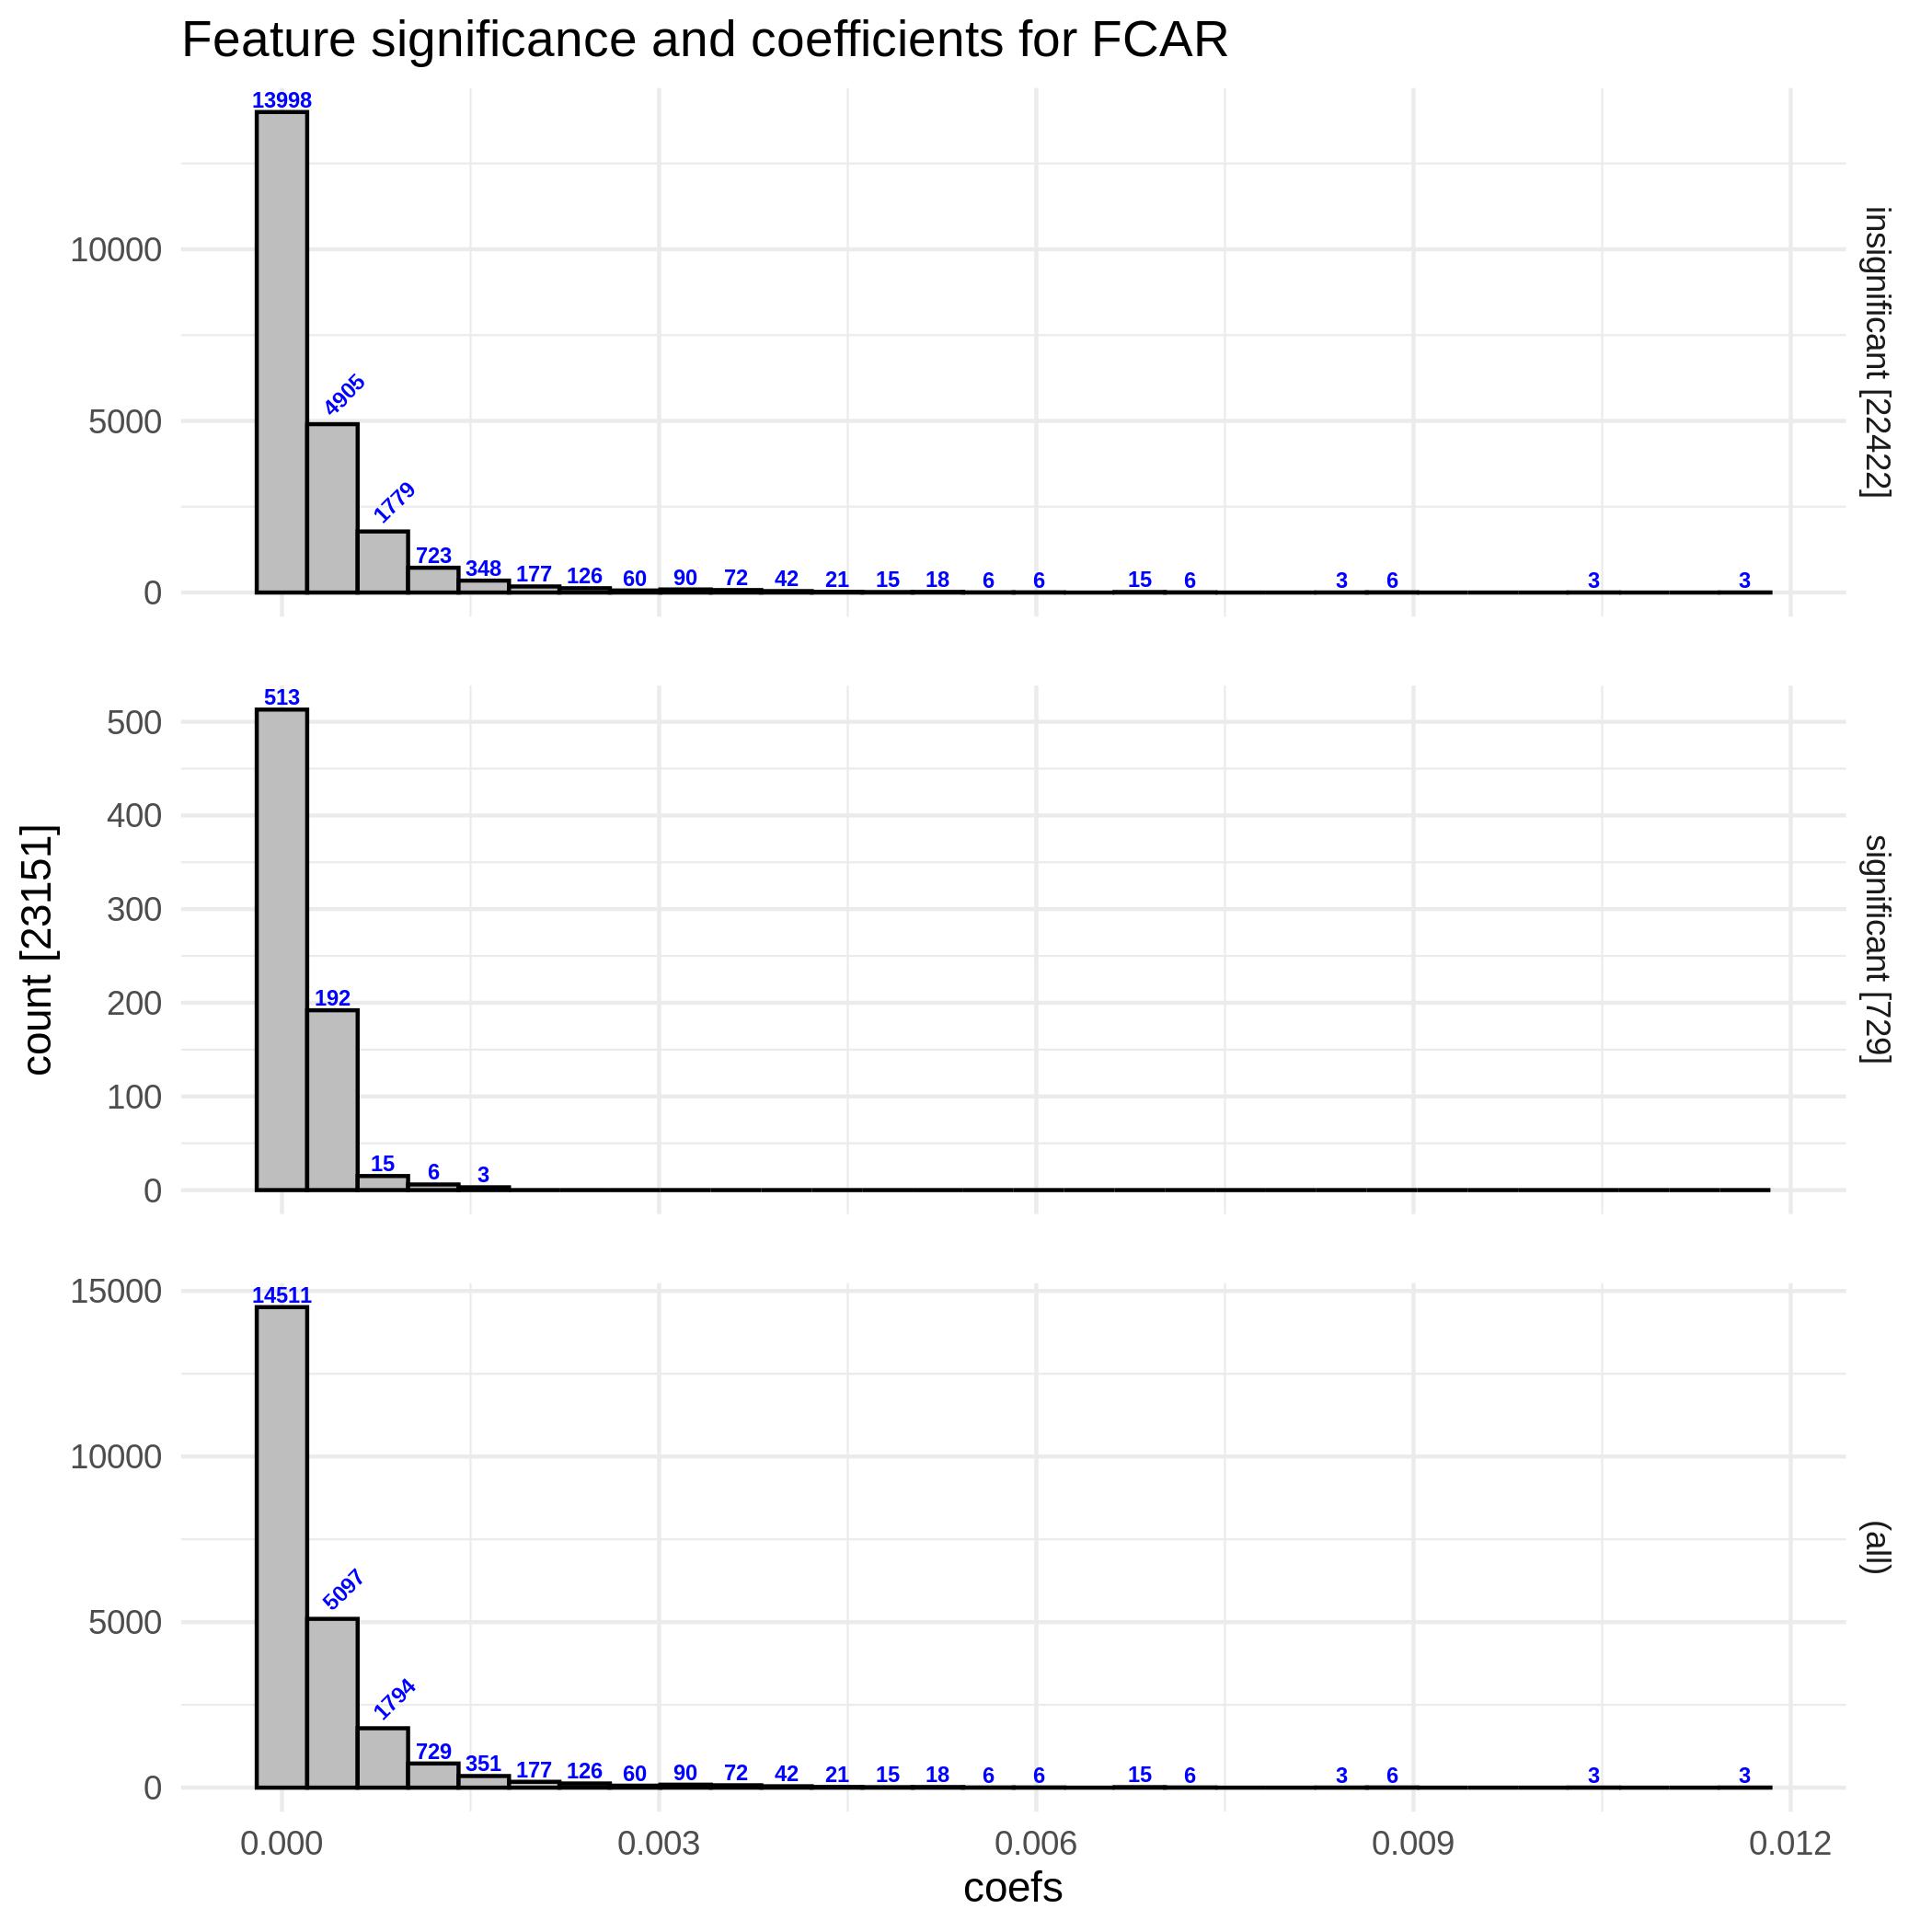 Feature significance and coefficients for FCAR
13998
4905
1779
723 348 177 126 60 90 72 42 21 15 18 6 6 15 6 3 6 3 3
10000
5000
0
insignificant [22422]
513
192
15 6 3
500
400
300
200
100
0
significant [729]
count [23151]
14511
5097
1794
729 351 177 126 60 90 72 42 21 15 18 6 6 15 6 3 6 3 3
15000
10000
5000
0
(all)
0.000 0.003 0.006 0.009 0.012
coefs